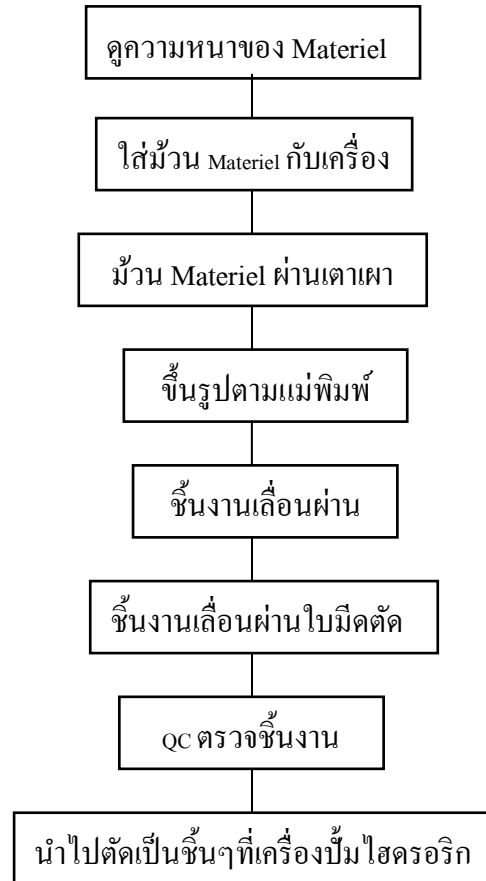 ดูความหนาของ Materiel
ใส่ม้วน Materiel กับเครื่อง
ม้วน Materiel ผ่านเตาเผา
ขึ้นรูปตามแม่พิมพ์
ชิ้นงานเลื่อนผ่าน
ชิ้นงานเลื่อนผ่านใบมีดตัด
QC ตรวจชิ้นงาน
นำไปตัดเป็นชิ้นๆที่เครื่องปั้มไฮดรอริก